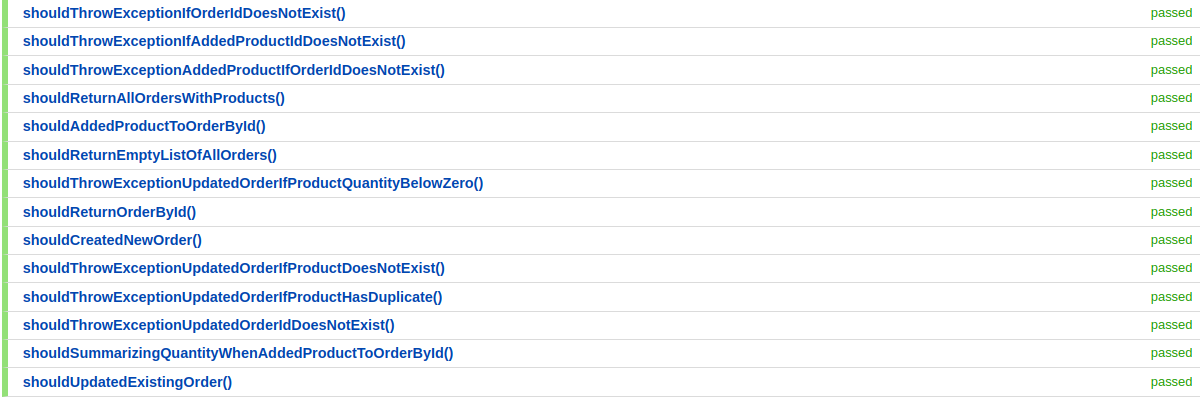 shouldThrowExceptionIfOrderIdDoesNotExist() passed
shouldThrowExceptionIfAddedProductIdDoesNotExist() passed
shouldThrowExceptionAddedProductIfOrderIdDoesNotExist() passed
shouldReturnAllOrdersWithProducts() passed
shouldAddedProductToOrderById() passed
shouldReturnEmptyListOfAllOrders() passed
shouldThrowExceptionUpdatedOrderIfProductQuantityBelowZero() passed
shouldReturnOrderById() passed
shouldCreatedNewOrder() passed
shouldThrowExceptionUpdatedOrderIfProductDoesNotExist() passed
shouldThrowExceptionUpdatedOrderIfProductHasDuplicate() passed
shouldThrowExceptionUpdatedOrderIdDoesNotExist() passed
shouldSummarizingQuantityWhenAddedProductToOrderById() passed
shouldUpdatedExistingOrder() passed